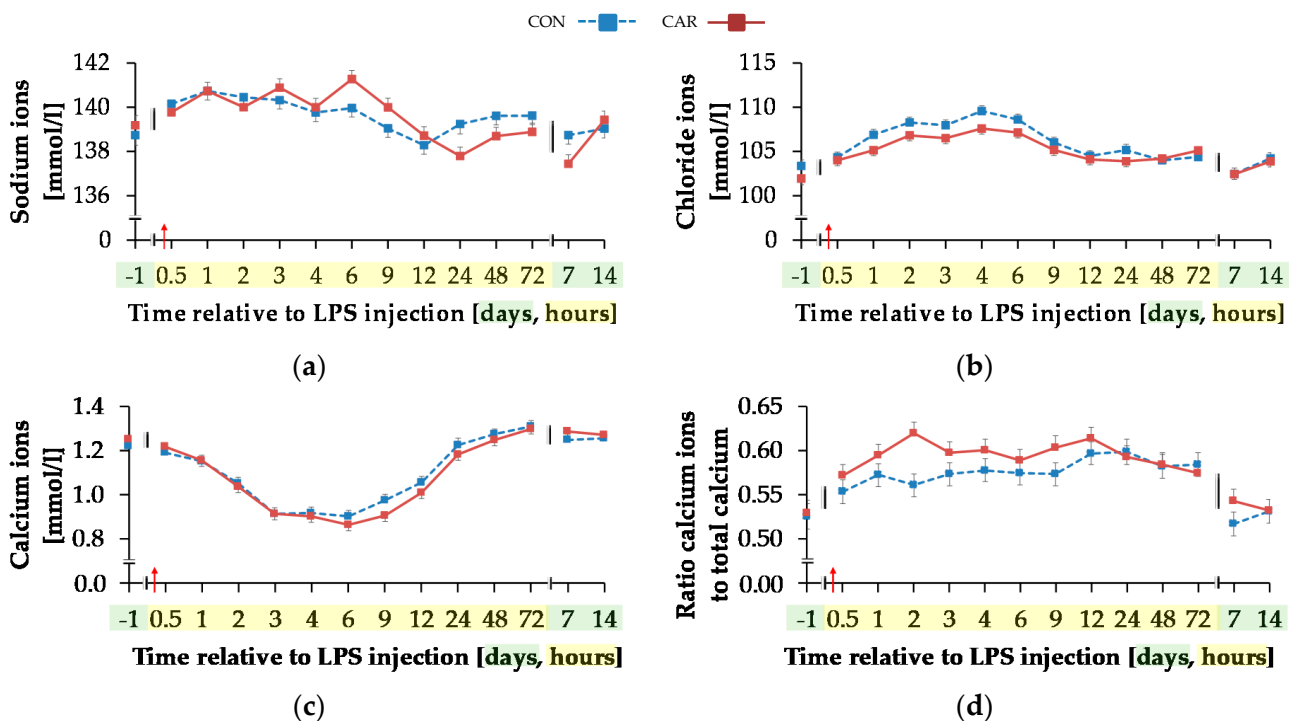 CON CAR
Sodium ions
[mmol/l]
142
140
138
136
0
-1 0.5 1 2 3 4 6 9 12 24 48 72 7 14
Time relative to LPS injection [days, hours]
(a)
Chloride ions
[mmol/l]
115
110
105
100
0
-1 0.5 1 2 3 4 6 9 12 24 48 72 7 14
Time relative to LPS injection [days, hours]
(b)
Calcium ions
[mmol/l]
1.4
1.2
1.0
0.8
0.0
-1 0.5 1 2 3 4 6 9 12 24 48 72 7 14
Time relative to LPS injection [days, hours]
(c)
Ratio calcium ions
to total calcium
0.65
0.60
0.55
0.50
0.00
-1 0.5 1 2 3 4 6 9 12 24 48 72 7 14
Time relative to LPS injection [days, hours]
(d)